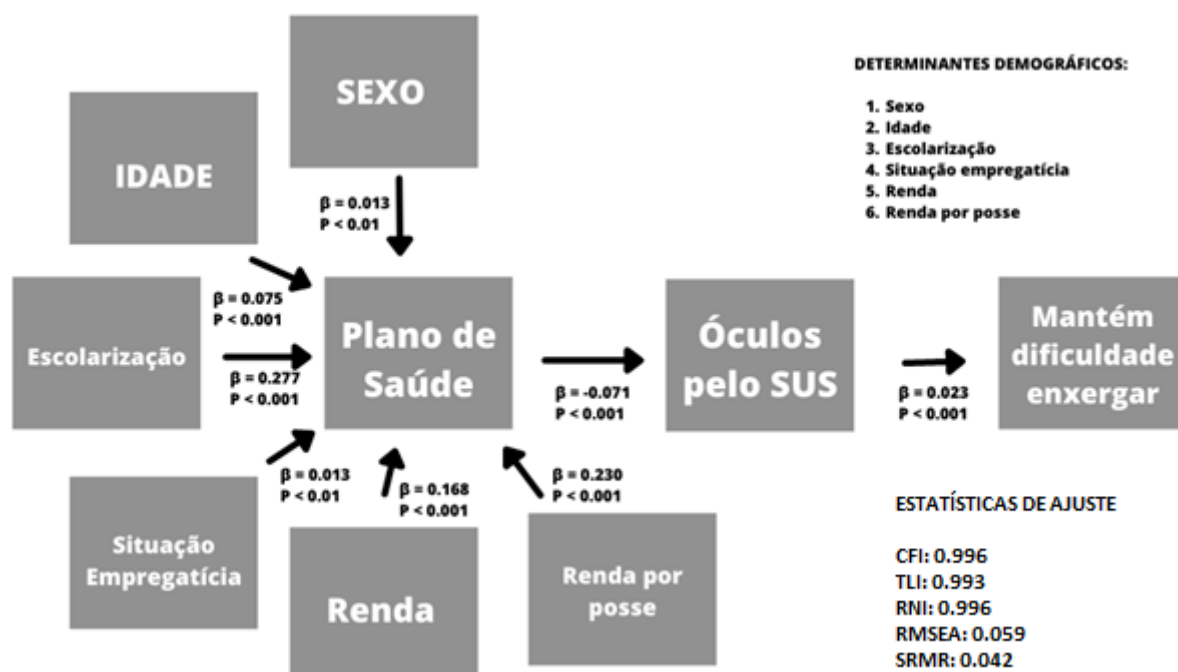 SEXO
DETERMINANTES DEMOGRÁFICOS:
1. Sexo
2. Idade
3. Escolarização
4. Situação empregatícia
5. Renda
6. Renda por posse
IDADE
β = 0.013
P < 0.01
β = 0.075
P < 0.001
Escolarização
β = 0.277
P < 0.001
Plano de
Saúde
β = -0.071
P < 0.001
Óculos
pelo SUS
β = 0.023
P < 0.001
Mantém
dificuldade
enxergar
β = 0.013
P < 0.01
β = 0.168
P < 0.001
β = 0.230
P < 0.001
Situação
Empregatícia
Renda
Renda por
posse
ESTATÍSTICAS DE AJUSTE
CFI: 0.996
TLI: 0.993
RNI: 0.996
RMSEA: 0.059
SRMR: 0.042